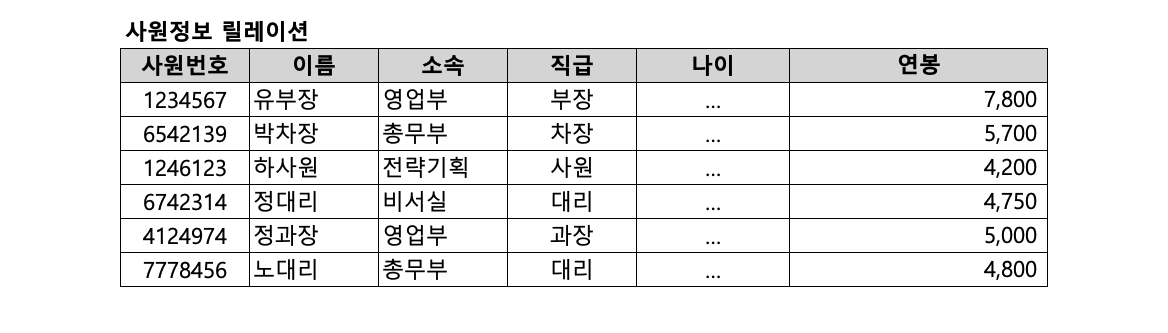 사원정보 릴레이션
사원번호 이름 소속 직급 나이 연봉
1234567 유부장 영업부 부장 ... 7,800
6542139 박차장 총무부 차장 ... 5,700
1246123 하사원 전략기획 사원 ... 4,200
6742314 정대리 비서실 대리 ... 4,750
4124974 정과장 영업부 과장 ... 5,000
7778456 노대리 총무부 대리 ... 4,800